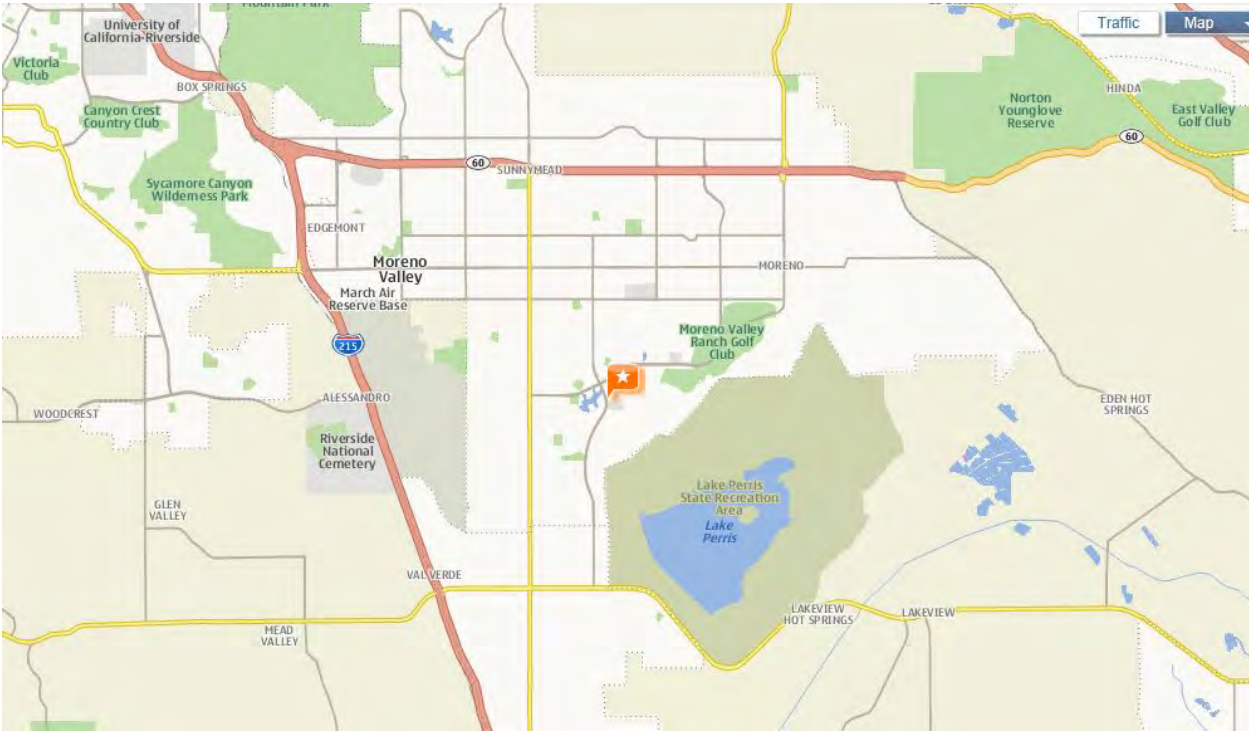 Mountain Park
University of
California-Riverside
Traffic
Map
Victoria
Club
BOX SPRINGS
Norton
Younglove
Reserve
HINDA
Canyon Crest
Country Club
East Valley
Golf Club
60
60
SUNNYMEAD
Sycamore Canyon
Wilderness Park
EDGEMONT
Moreno
Valley
MORENO
March Air
Reserve Base
Moreno Valley
Ranch Golf
Club
215
ALESSANDRO
WOODCREST
EDEN HOT
SPRINGS
Riverside
National
Cemetery
Lake Perris
State Recreation
Area
Lake
Perris
GLEN
VALLEY
VAL VERDE
LAKEVIEW
HOT SPRINGS
LAKEVIEW
MEAD
VALLEY